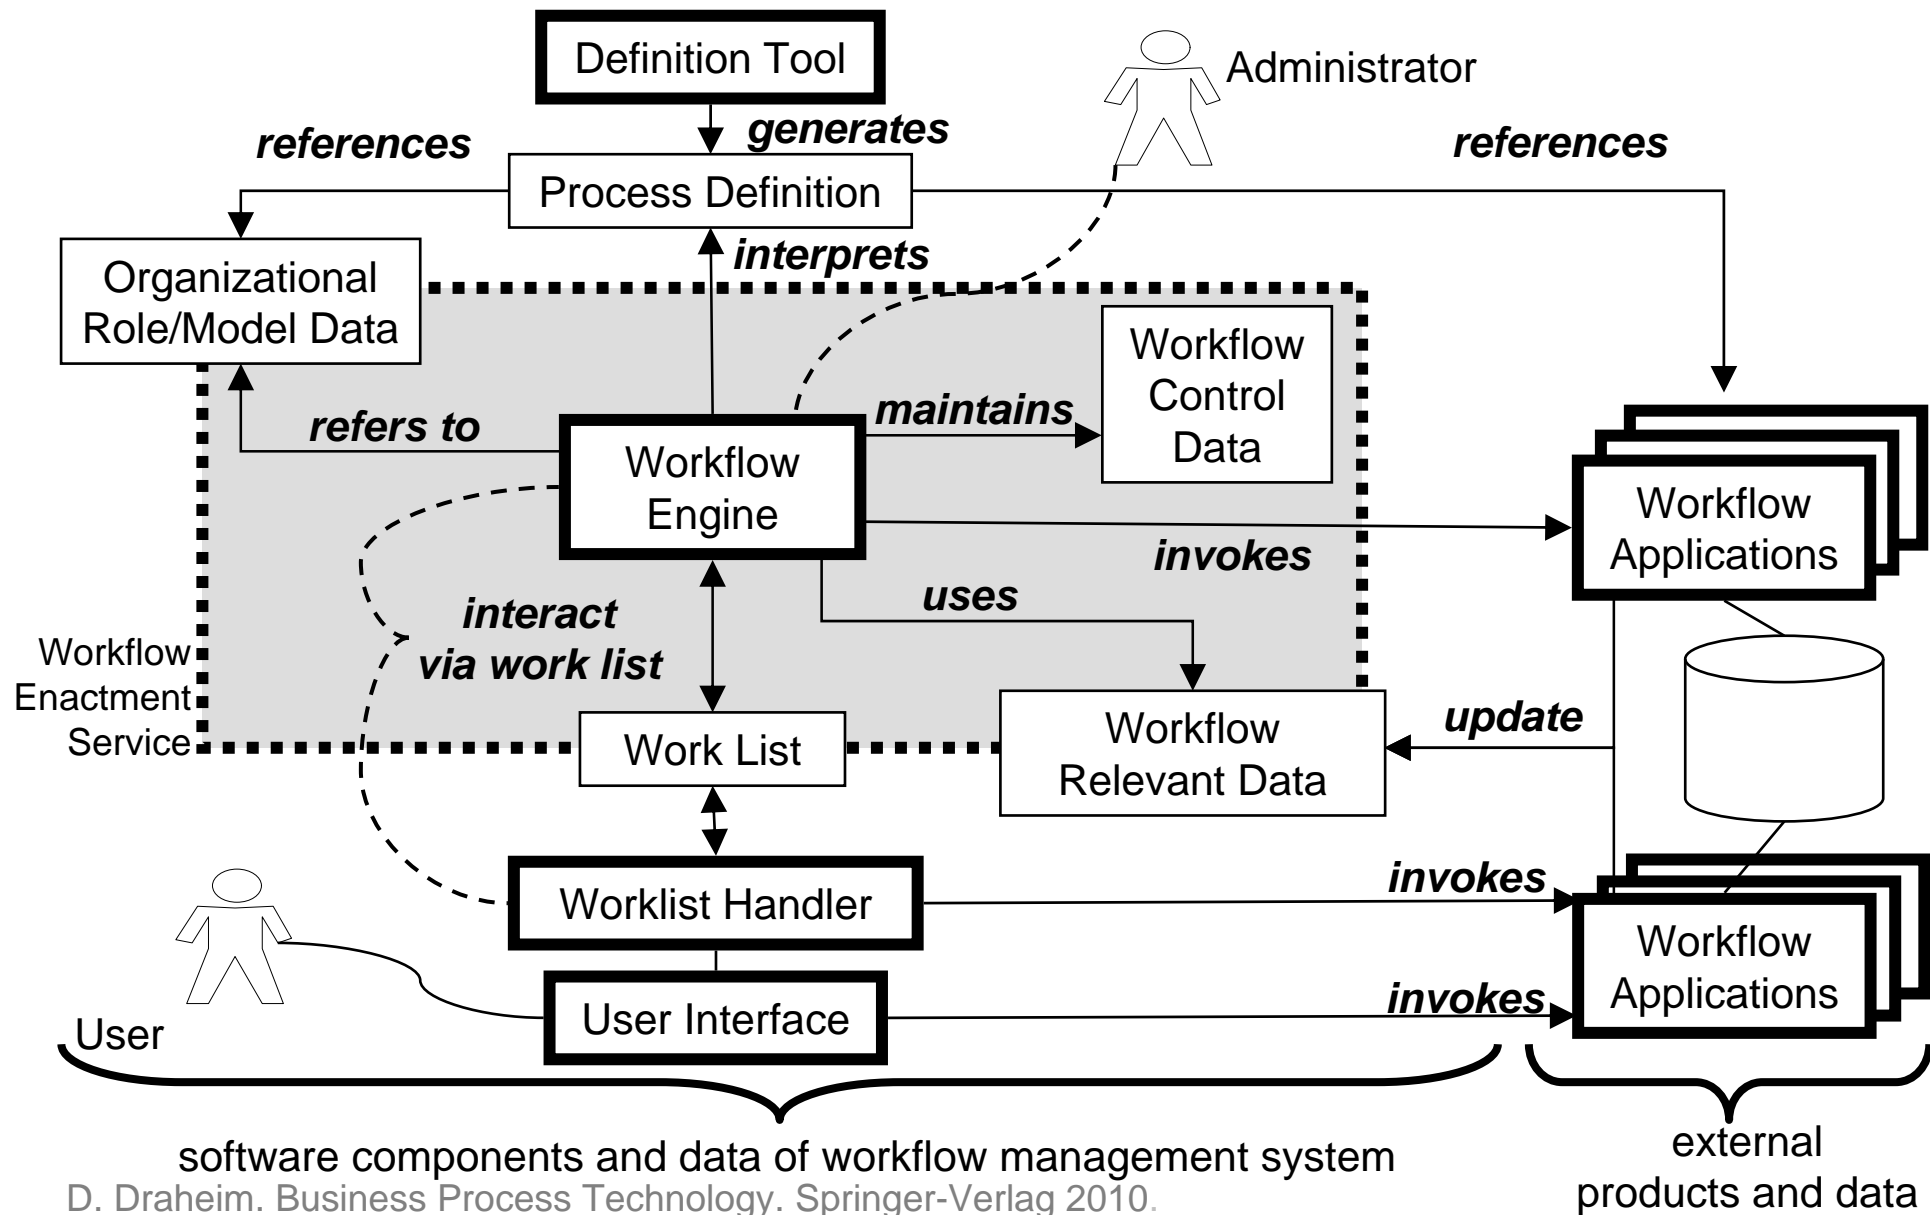 Definition Tool
Administrator
generates
references
references
Process Definition
interprets
Organizational
Role/Model Data
Workflow
Control
Data
maintains
refers to
Workflow
Engine
Workflow
Applications
invokes
uses
interact
via work list
Workflow
Enactment
Service
Work List
Workflow
Relevant Data
update
invokes
Worklist Handler
Workflow
Applications
invokes
User Interface
User
software components and data of workflow management system
external
products and data
D. Draheim. Business Process Technology. Springer-Verlag 2010.